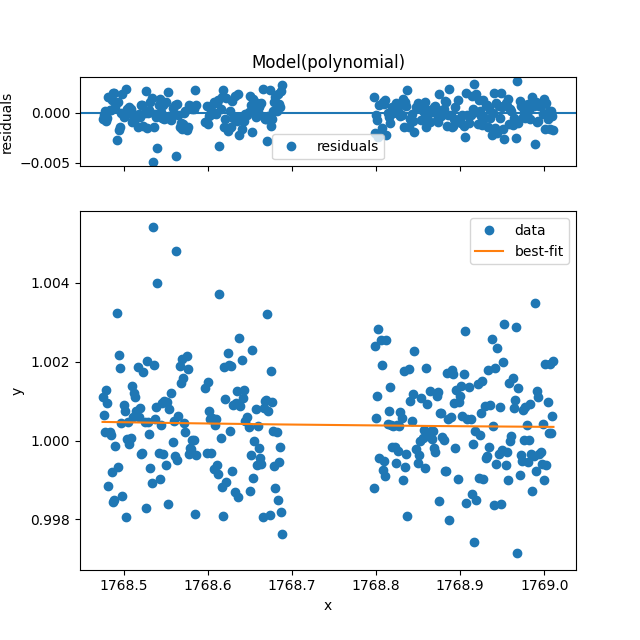 Model(polynomial)
residuals
0.000
−0.005
residuals
data
best-fit
y
1.004
1.002
1.000
0.998
1768.5 1768.6 1768.7 1768.8 1768.9 1769.0
x